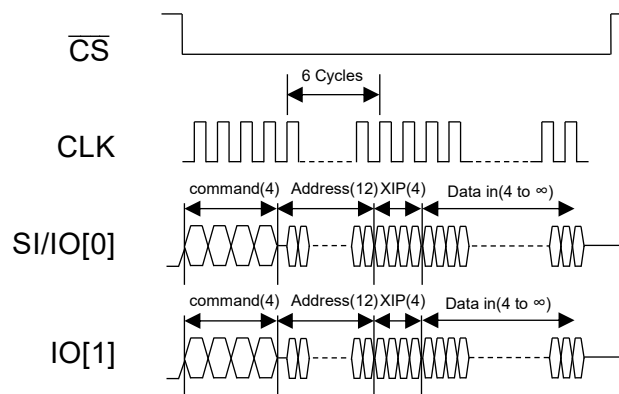 CS
6 Cycles
CLK
command(4) Address(12) XIP(4) Data in(4 to ∞)
SI/IO[0]
command(4) Address(12) XIP(4) Data in(4 to ∞)
IO[1]